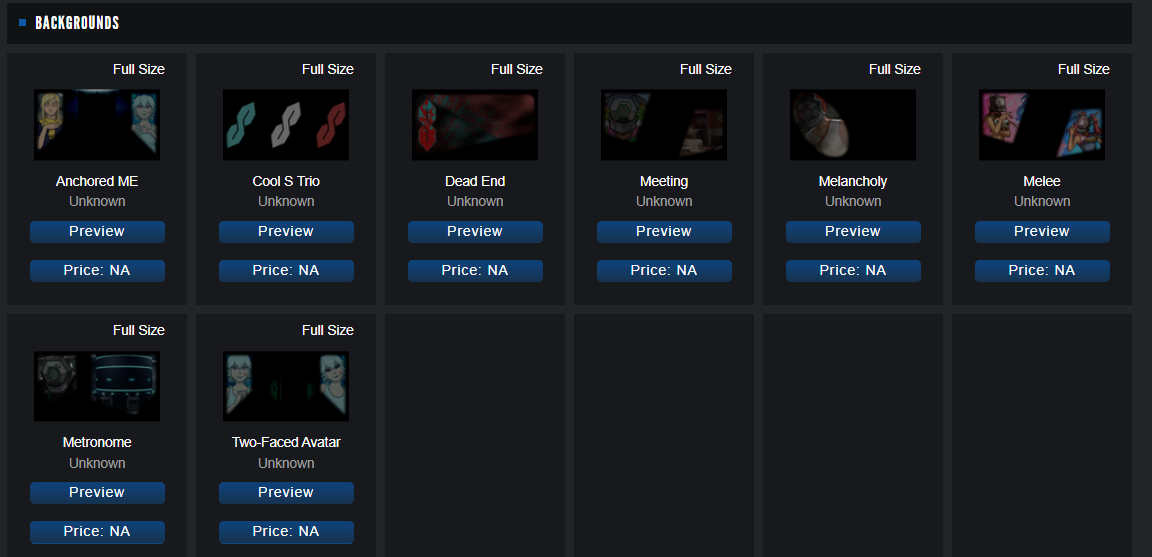 BACKGROUNDS
Full Size
Anchored ME
Unknown
Preview
Price: NA
Full Size
Cool S Trio
Unknown
Preview
Price: NA
Full Size
Dead End
Unknown
Preview
Price: NA
Full Size
Meeting
Unknown
Preview
Price: NA
Full Size
Melancholy
Unknown
Preview
Price: NA
Full Size
Melee
Unknown
Preview
Price: NA
Full Size
Metronome
Unknown
Preview
Price: NA
Full Size
Two-Faced Avatar
Unknown
Preview
Price: NA